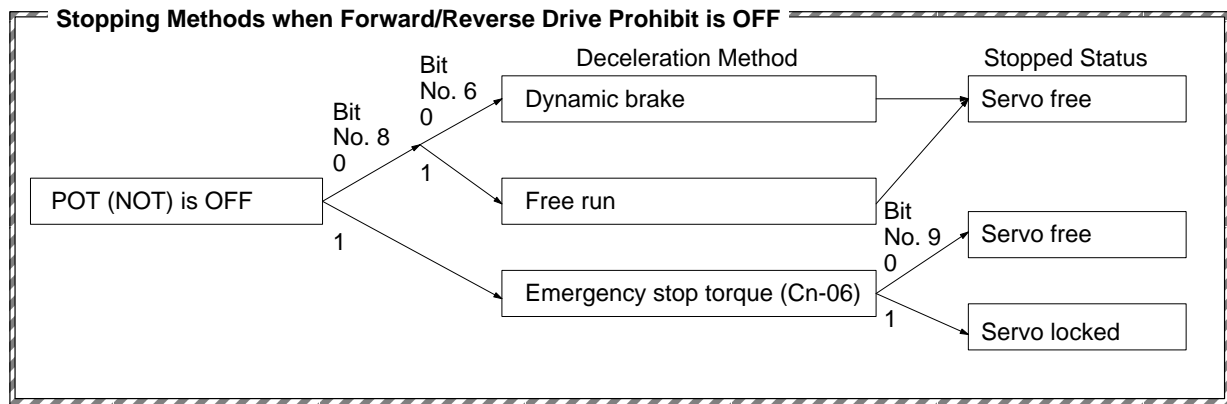 Stopping Methods when Forward/Reverse Drive Prohibit is OFF
Deceleration Method
Stopped Status
Bit
No. 6
0
Dynamic brake
Servo free
Bit
No. 8
0
1
POT (NOT) is OFF
Free run
1
Bit
No. 9
0
Servo free
Emergency stop torque (Cn-06)
1
Servo locked